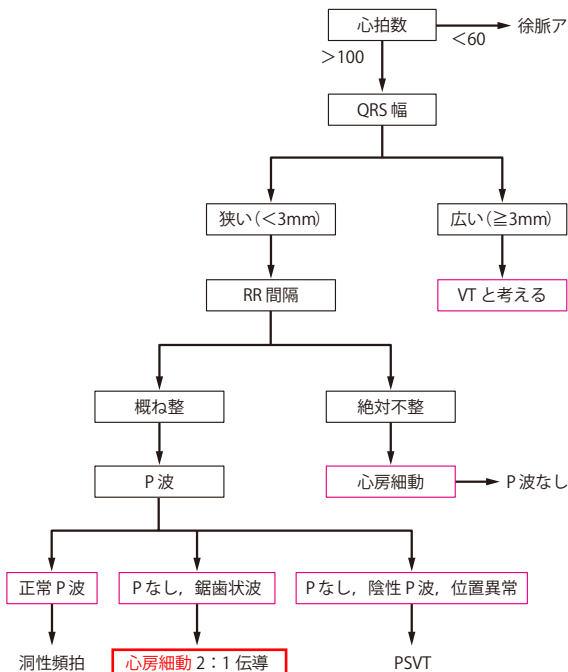 心拍数
<60
徐脈ア
>100
QRS 幅
狭い(<3mm)
広い(≧3mm)
RR 間隔
VT と考える
概ね整
絶対不整
P 波
心房細動
P 波なし
正常 P 波
Pなし,鋸歯状波
Pなし,陰性 P 波,位置異常
洞性頻拍
心房細動 2:1 伝導
PSVT